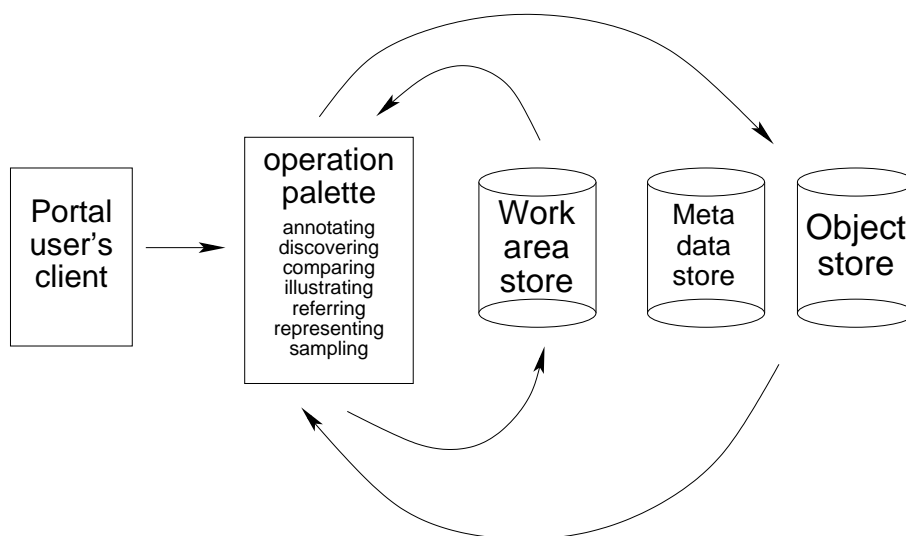 Portal
user's
client
operation
palette
annotating
discovering
comparing
illustrating
referring
representing
sampling
Work
area
store
Meta
data
store
Object
store